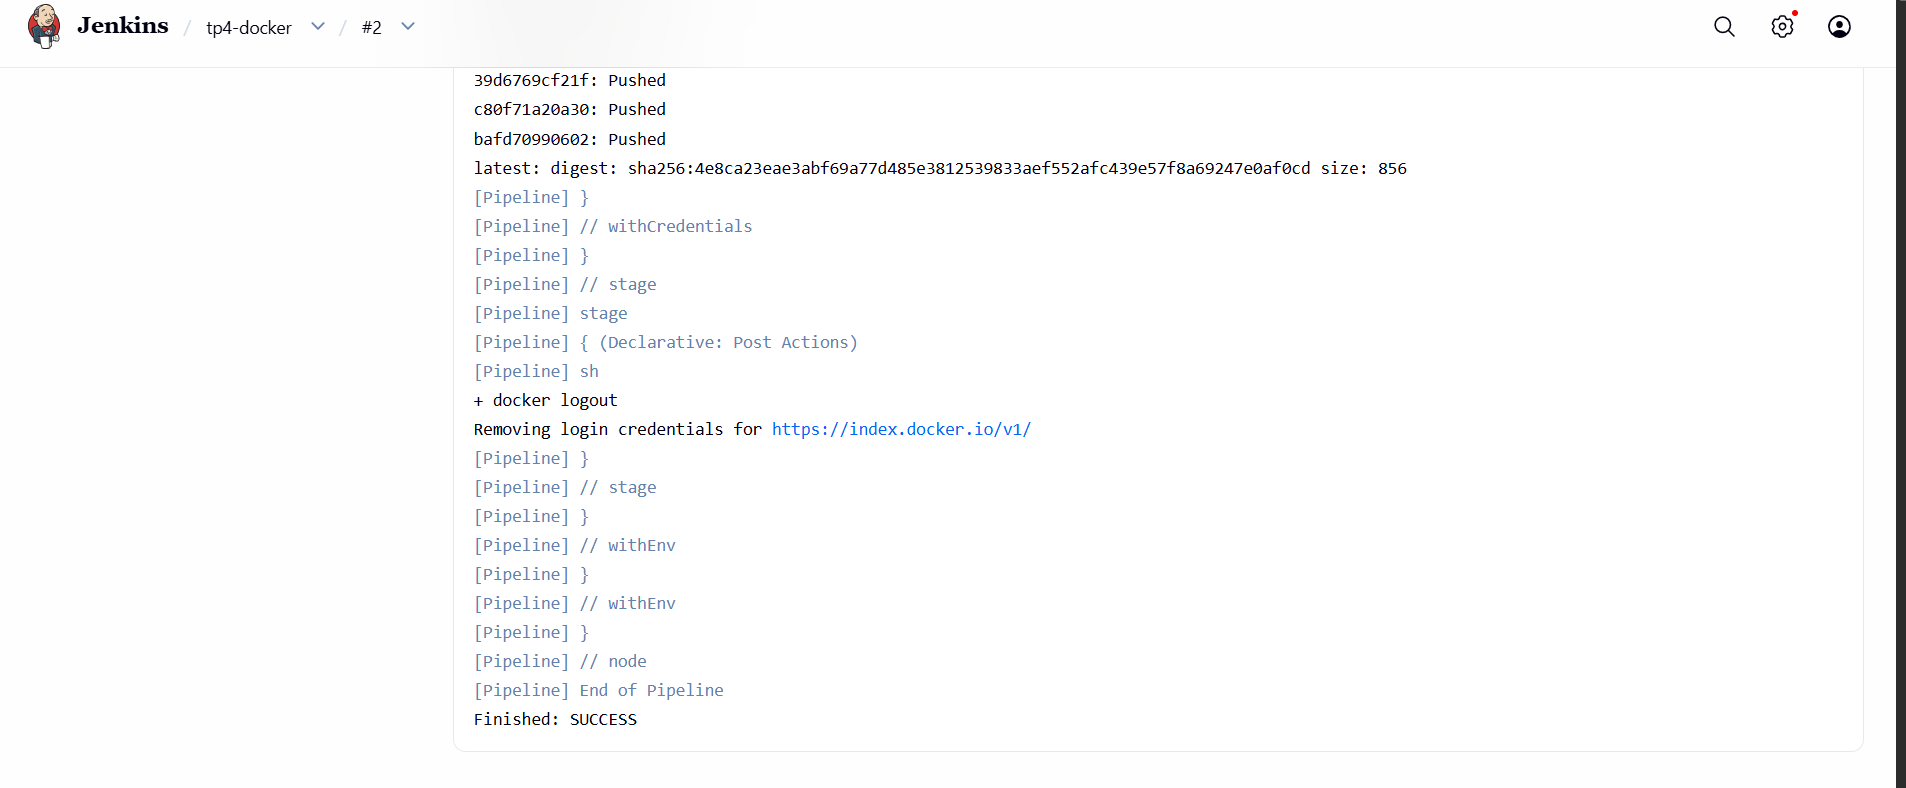 Jenkins / tp4-docker / #2
39d6769cf21f: Pushed
c80f71a20a30: Pushed
bafd70990602: Pushed
latest: digest: sha256:4e8ca23eae3abf69a77d485e3812539833aef552afc439e57f8a69247e0af0cd size: 856
[Pipeline] }
[Pipeline] // withCredentials
[Pipeline] }
[Pipeline] // stage
[Pipeline] stage
[Pipeline] { (Declarative: Post Actions)
[Pipeline] sh
+ docker logout
Removing login credentials for https://index.docker.io/v1/
[Pipeline] }
[Pipeline] // stage
[Pipeline] }
[Pipeline] // withEnv
[Pipeline] }
[Pipeline] // withEnv
[Pipeline] }
[Pipeline] // node
[Pipeline] End of Pipeline
Finished: SUCCESS